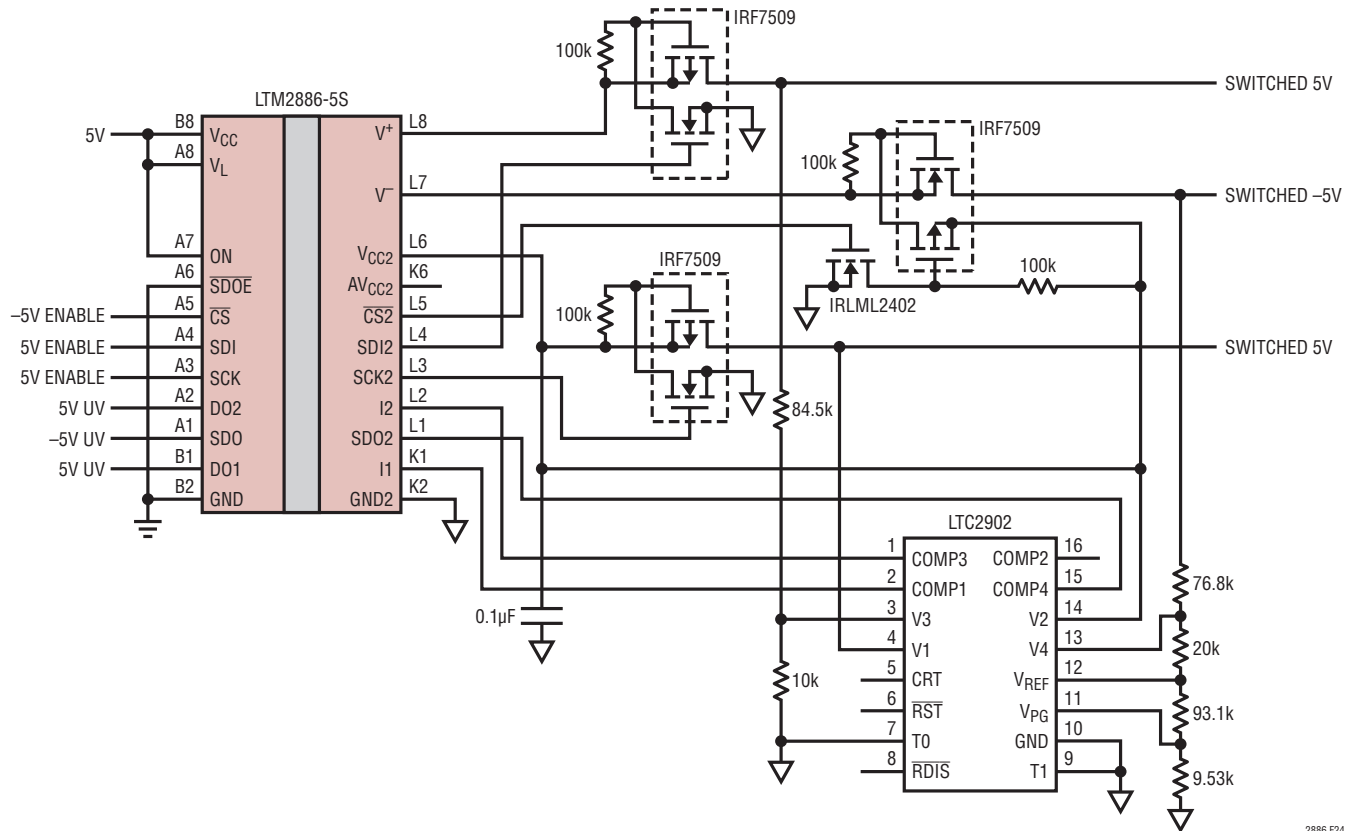 IRF7509
100k
SWITCHED 5V
LTM2886-5S
5V
B8
VCC
V+
L8
A8
VL
IRF7509
100k
V–
L7
SWITCHED –5V
A7
ON
VCC2
L6
A6
SDOE
AVCC2
K6
IRF7509
100k
IRLML2402
–5V ENABLE
A5
CS
CS2
L5
100k
5V ENABLE
A4
SDI
SDI2
L4
SWITCHED 5V
5V ENABLE
A3
SCK
SCK2
L3
5V UV
A2
DO2
I2
L2
84.5k
–5V UV
A1
SDO
SDO2
L1
5V UV
B1
DO1
I1
K1
B2
GND
GND2
K2
LTC2902
1
COMP3
COMP2
16
2
COMP1
COMP4
15
76.8k
0.1µF
3
V3
V2
14
4
V1
V4
13
20k
10k
5
CRT
VREF
12
6
RST
VPG
11
93.1k
7
T0
GND
10
8
RDIS
T1
9
9.53k
2886 F24